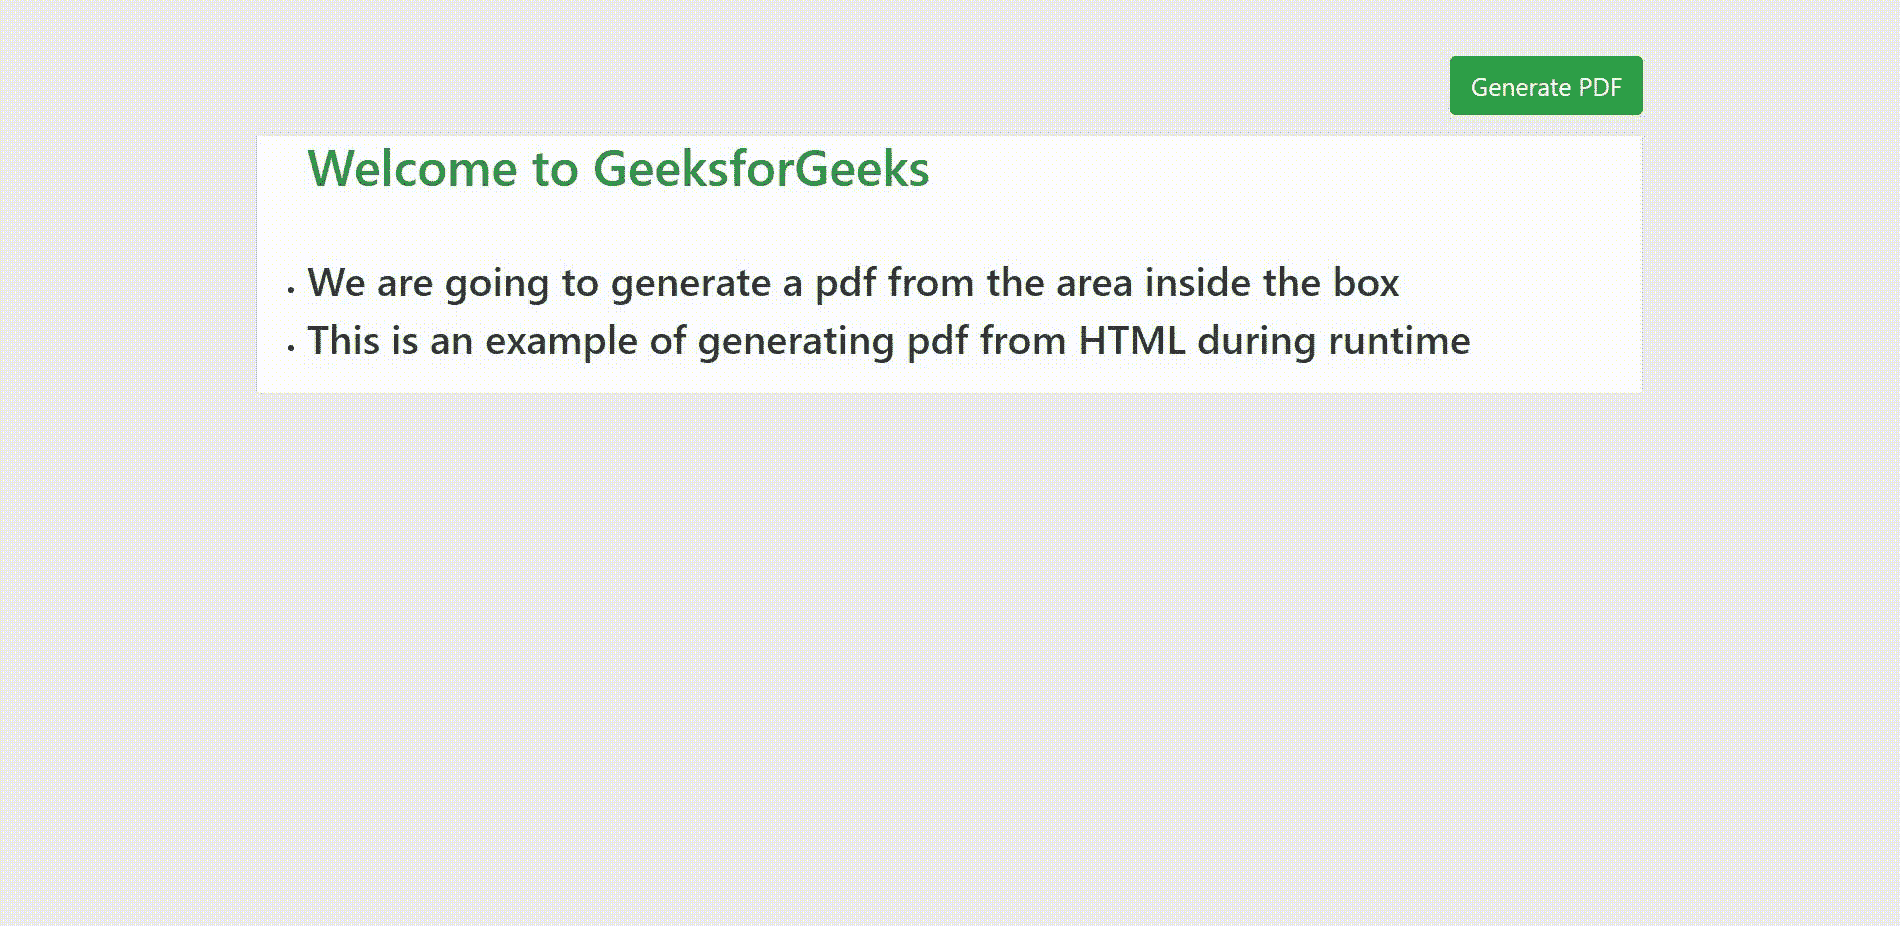 Generate PDF
Welcome to GeeksforGeeks
• We are going to generate a pdf from the area inside the box
• This is an example of generating pdf from HTML during runtime